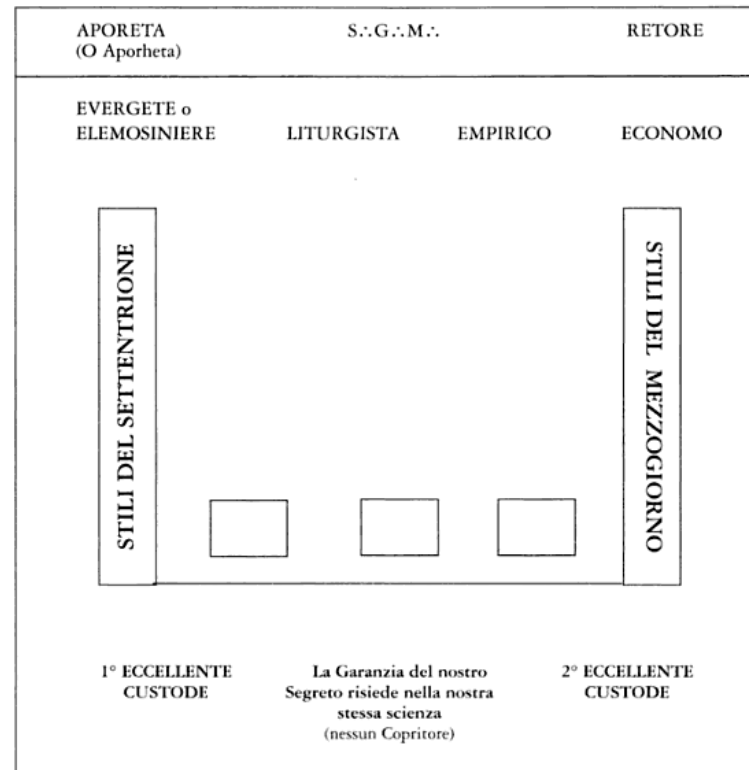 APORETA S∴G∴M∴ RETORE
(O Aporheta)
EVERGETE o
ELEMOSINIERE LITURGISTA EMPIRICO ECONOMO
STILI DEL SETTENTRIONE
STILI DEL MEZZOGIORNO
1° ECCELLENTE
CUSTODE
La Garanzia del nostro
Segreto risiede nella nostra
stessa scienza
(nessun Copritore)
2° ECCELLENTE
CUSTODE